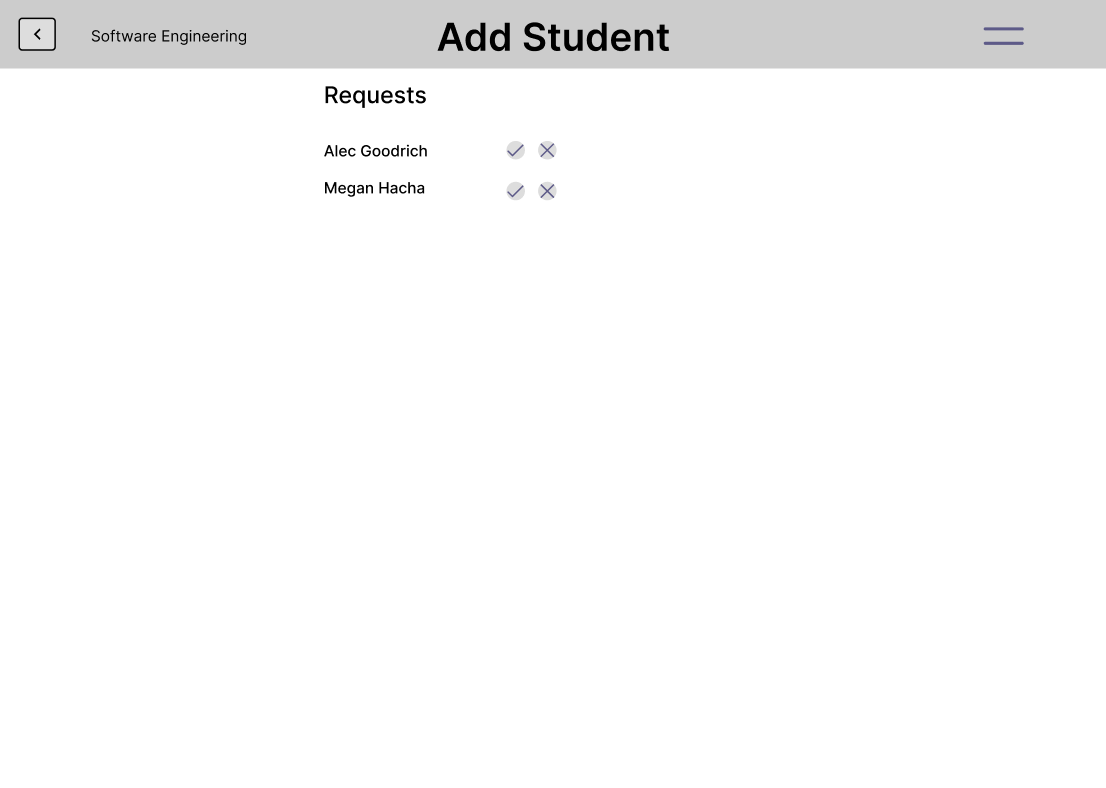 Software Engineering
Add Student
Requests
Alec Goodrich
Megan Hacha